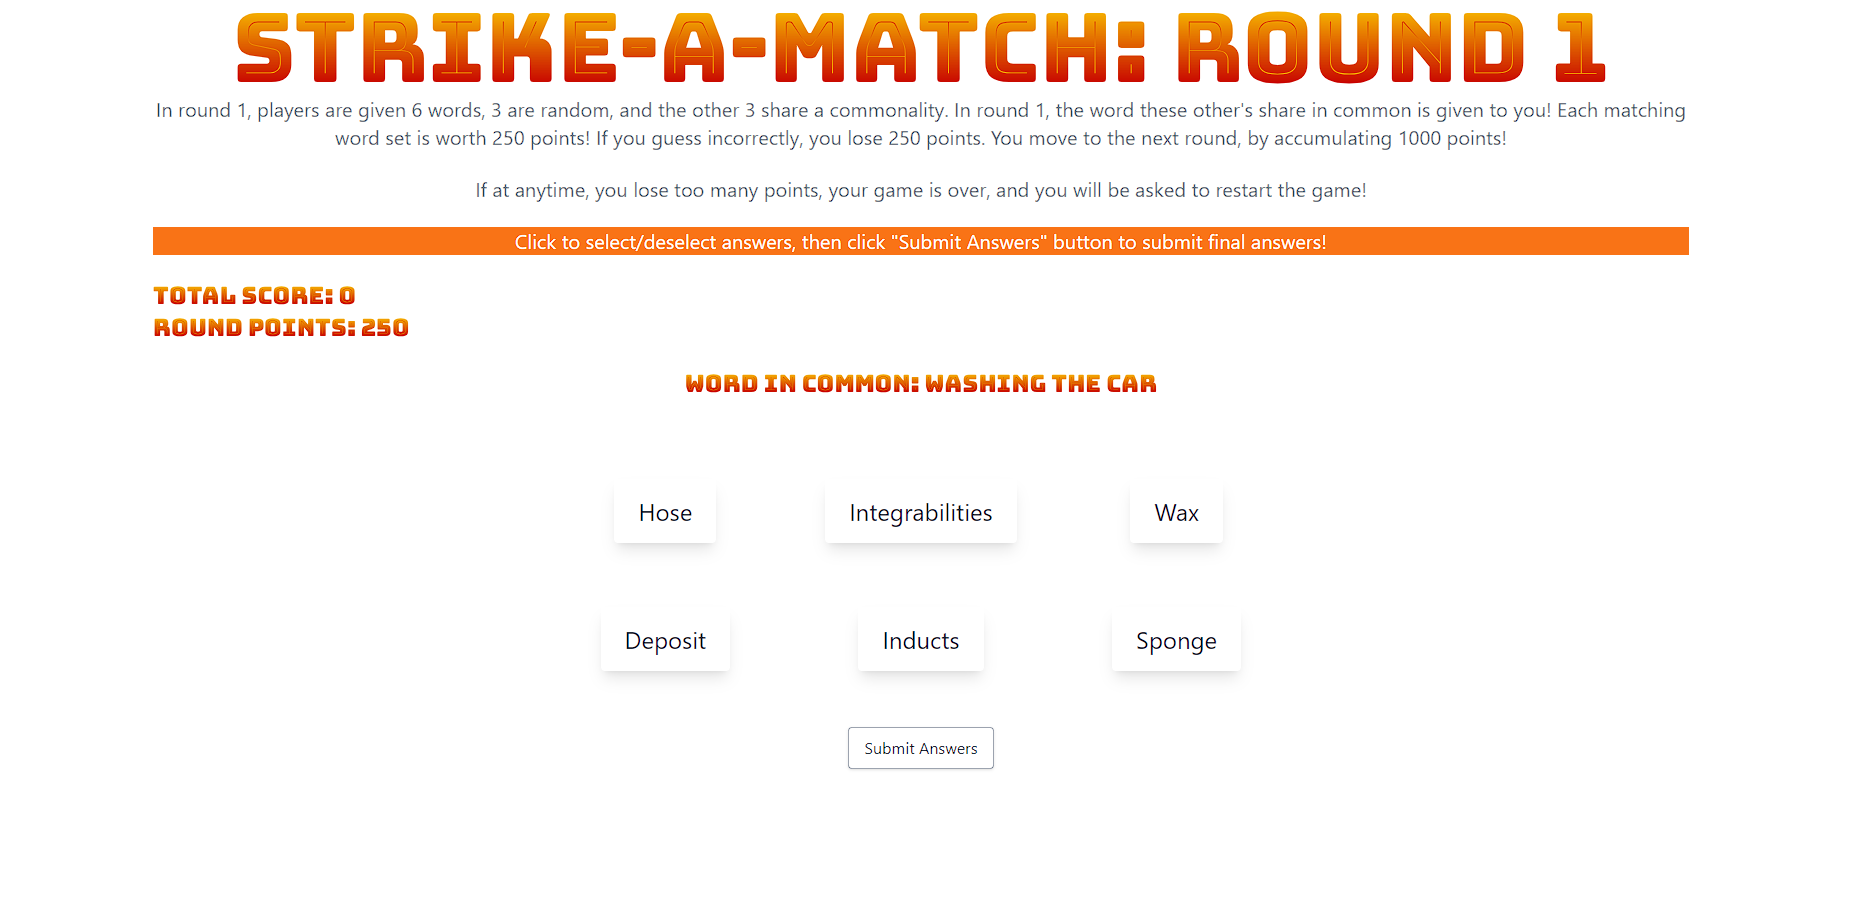 STRIKE-A-MATCH: ROUND 1
In round 1, players are given 6 words, 3 are random, and the other 3 share a commonality. In round 1, the word these other's share in common is given to you! Each matching
word set is worth 250 points! If you guess incorrectly, you lose 250 points. You move to the next round, by accumulating 1000 points!
If at anytime, you lose too many points, your game is over, and you will be asked to restart the game!
Click to select/deselect answers, then click "Submit Answers" button to submit final answers!
TOTAL SCORE: 0
ROUND POINTS: 250
WORD IN COMMON: WASHING THE CAR
Hose Integrabilities Wax
Deposit Inducts Sponge
Submit Answers